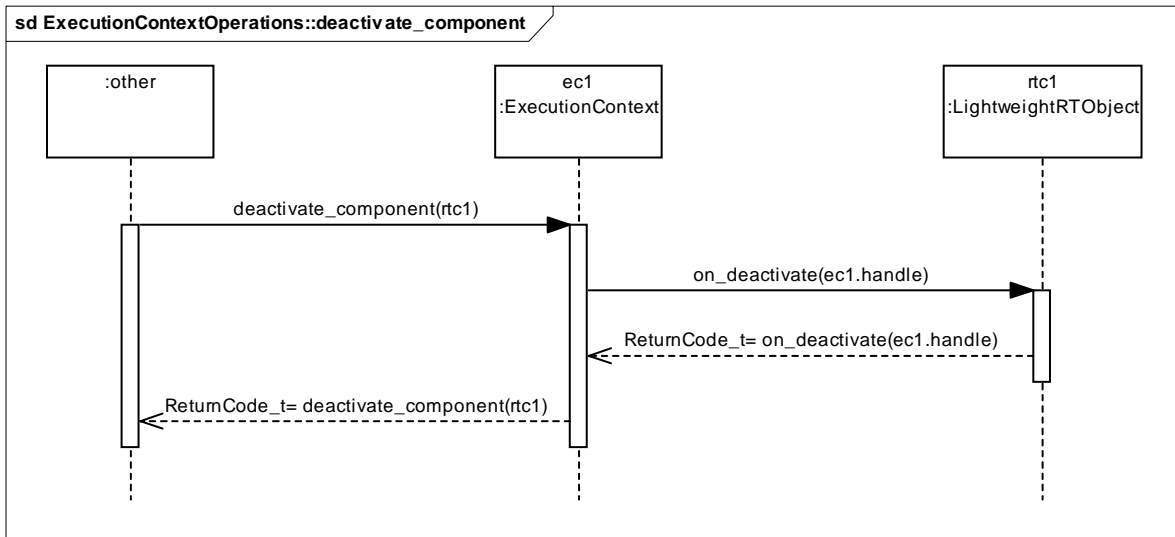 sd ExecutionContextOperations::deactivate_component
:other
ec1
:ExecutionContext
rtc1
:LightweightRTObject
deactivate_component(rtc1)
on_deactivate(ec1.handle)
ReturnCode_t= on_deactivate(ec1.handle)
ReturnCode_t= deactivate_component(rtc1)